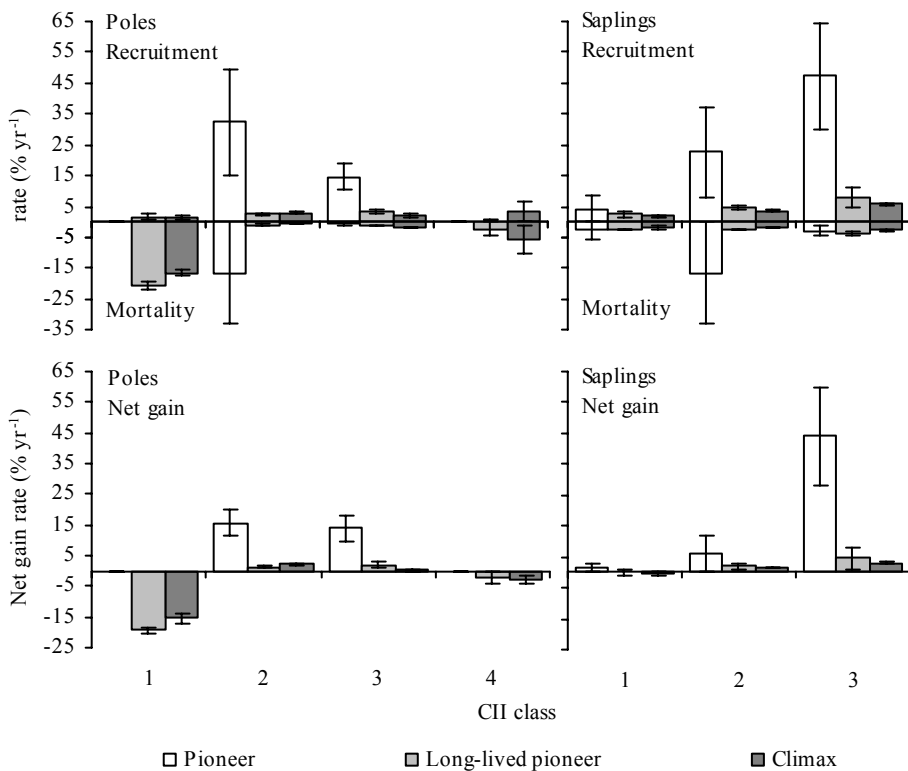 Poles
Recruitment
Saplings
Recruitment
65
55
45
35
25
15
5
-5
-15
-25
-35
rate (% yr⁻¹)
Mortality
Mortality
Poles
Net gain
Saplings
Net gain
65
55
45
35
25
15
5
-5
-15
-25
Net gain rate (% yr⁻¹)
1 2 3 4 1 2 3
CII class
Pioneer Long-lived pioneer Climax